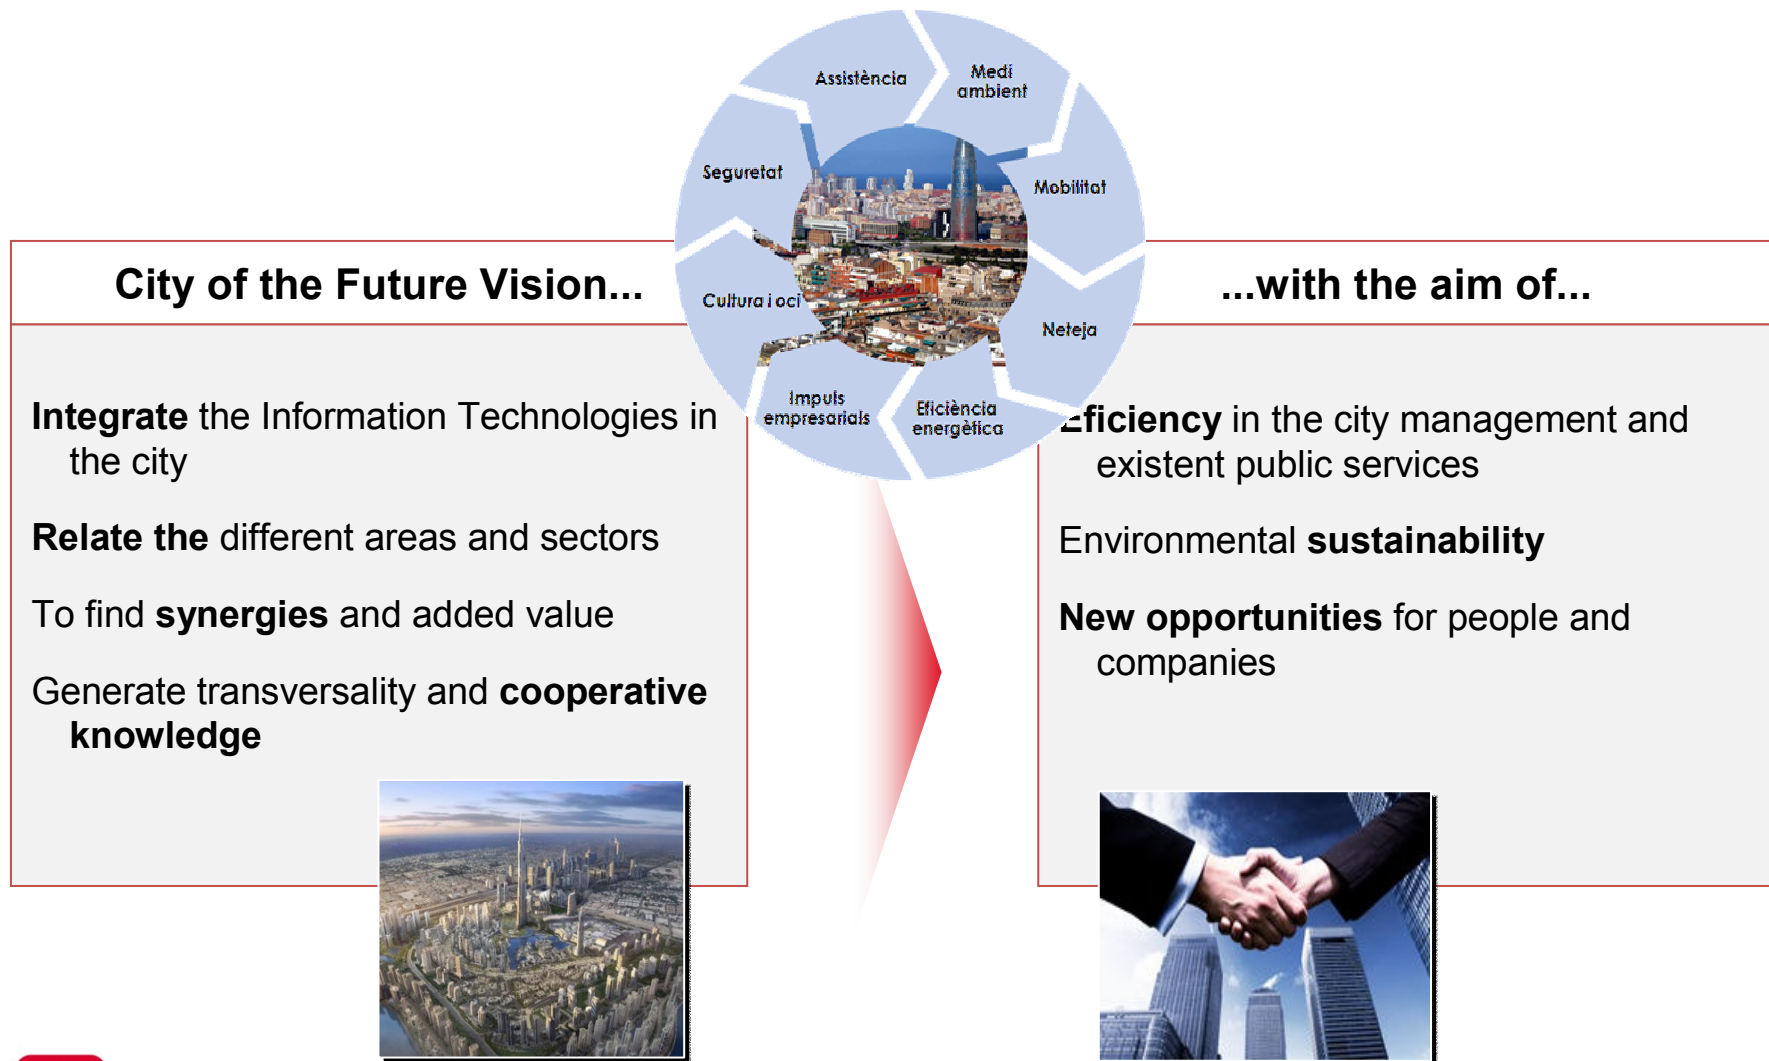 Assistència
Medi
ambient
Seguretat
Mobilitat
Cultura i oci
Neteja
Impuls
empresarials
Eficiència
energètica
City of the Future Vision...
Integrate the Information Technologies in
the city
Relate the different areas and sectors
To find synergies and added value
Generate transversality and cooperative
knowledge
...with the aim of...
Eficiency in the city management and
existent public services
Environmental sustainability
New opportunities for people and
companies